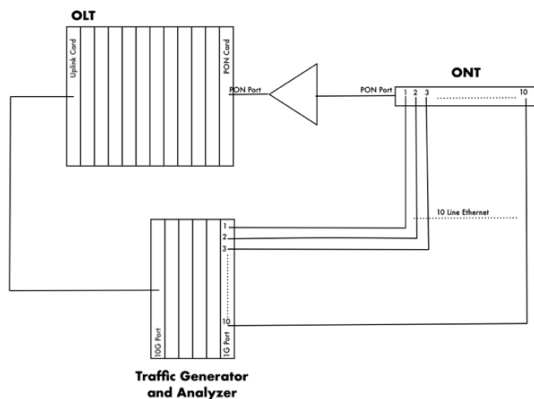 OLT
Uplink Card
PON Card
PON Port
PON Port
ONT
1 2 3 10
10 Line Ethernet
1
2
3
10
10G Port
1G Port
Traffic Generator
and Analyzer